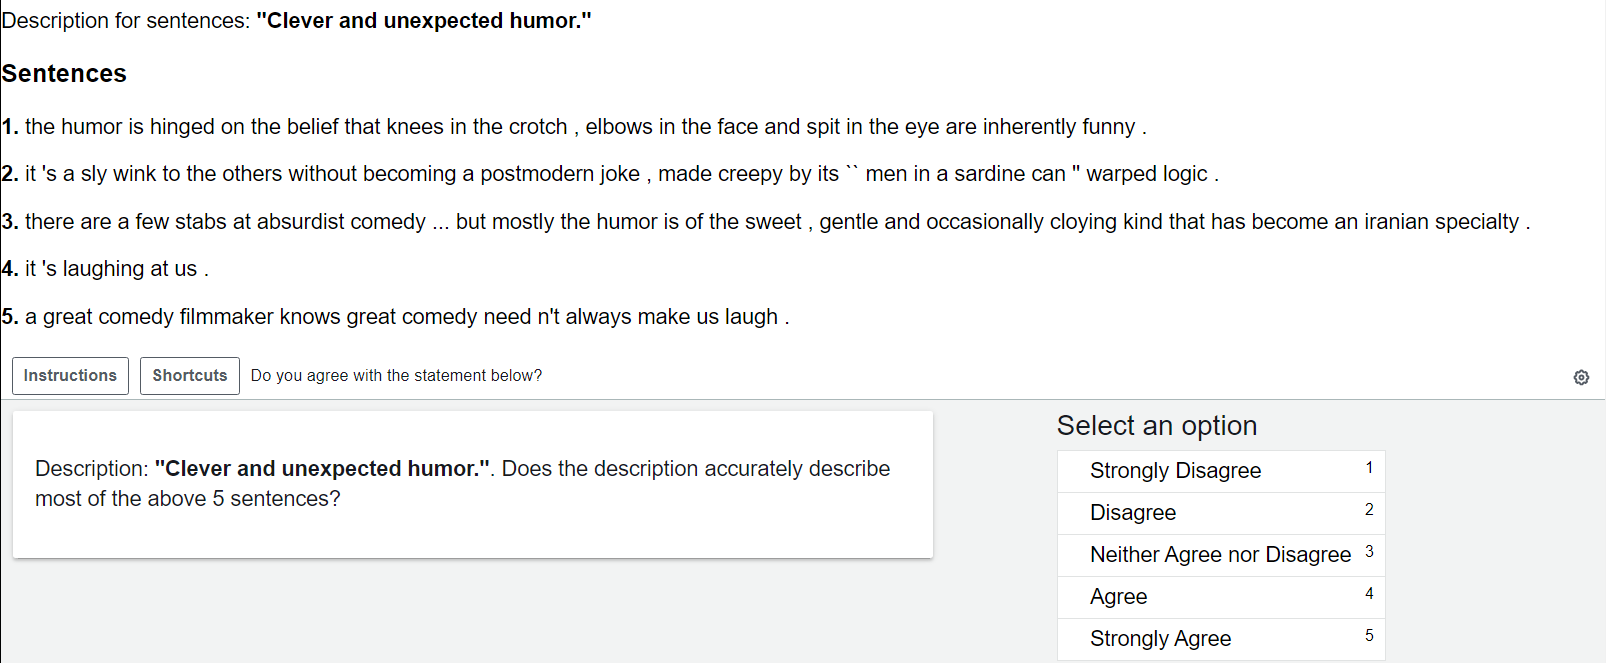 Description for sentences: "Clever and unexpected humor."
Sentences
1. the humor is hinged on the belief that knees in the crotch , elbows in the face and spit in the eye are inherently funny .
2. it 's a sly wink to the others without becoming a postmodern joke , made creepy by its `` men in a sardine can " warped logic .
3. there are a few stabs at absurdist comedy ... but mostly the humor is of the sweet , gentle and occasionally cloying kind that has become an iranian specialty .
4. it 's laughing at us .
5. a great comedy filmmaker knows great comedy need n't always make us laugh .
Instructions Shortcuts Do you agree with the statement below?
Description: "Clever and unexpected humor.". Does the description accurately describe
most of the above 5 sentences?
Select an option
Strongly Disagree 1
Disagree 2
Neither Agree nor Disagree 3
Agree 4
Strongly Agree 5